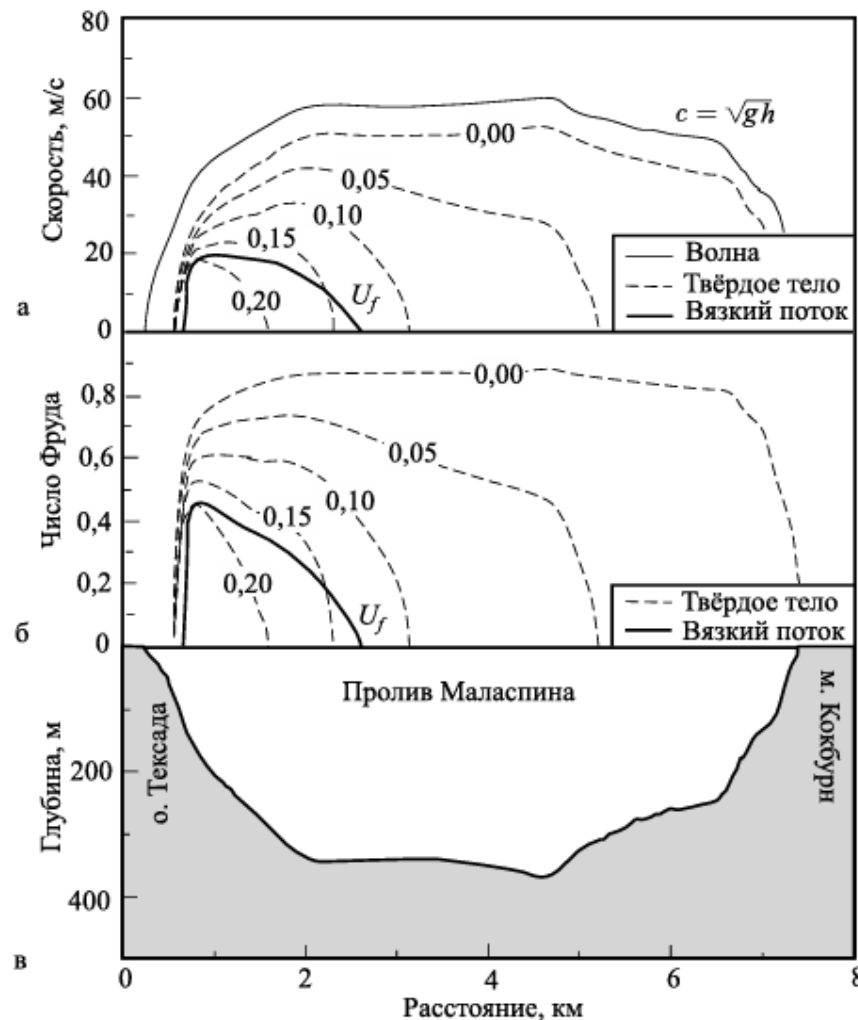 80
60
40
20
0
Скорость, м/с
а
c = √gh
0,00
0,05
0,10
0,15
0,20
U_f
Волна
Твёрдое тело
Вязкий поток
0,8
0,6
0,4
0,2
0
Число Фруда
б
0,00
0,05
0,10
0,15
0,20
U_f
Твёрдое тело
Вязкий поток
Пролив Маласпина
о. Тексада
м. Кокбурн
200
400
Глубина, м
в
0 2 4 6 8
Расстояние, км